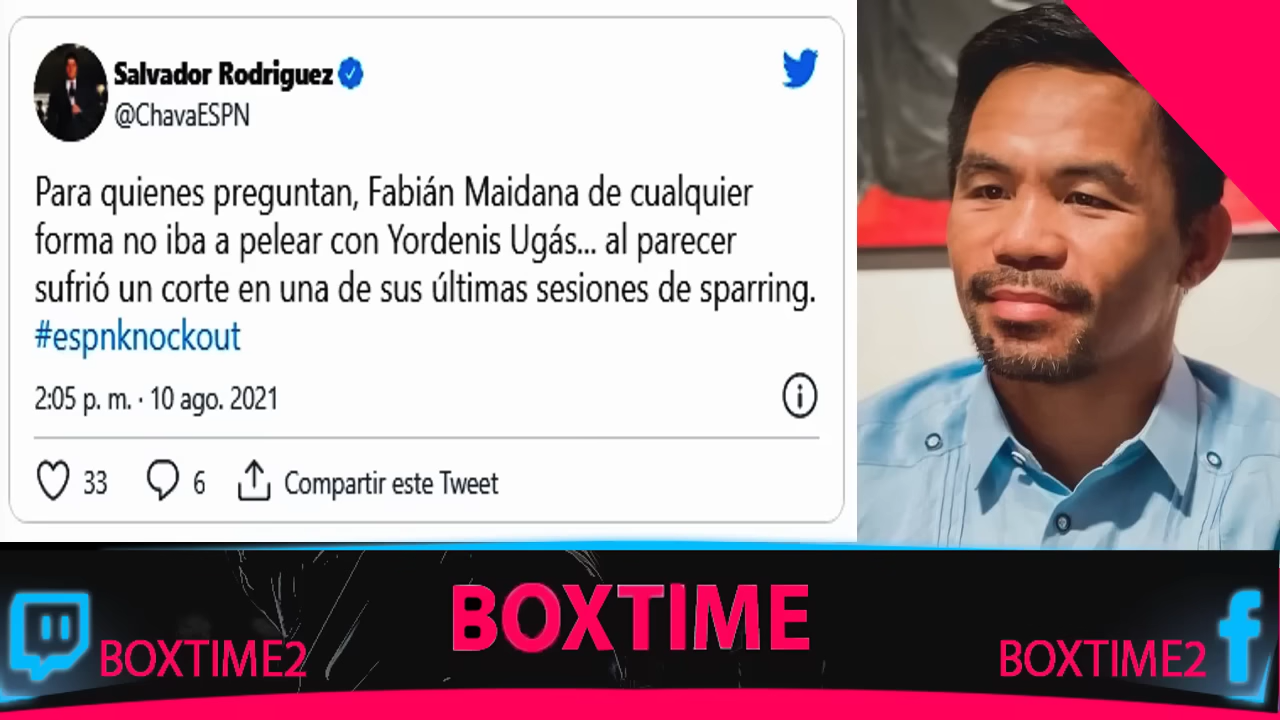 Salvador Rodriguez
@ChavaESPN
Para quienes preguntan, Fabián Maidana de cualquier
forma no iba a pelear con Yordenis Ugás... al parecer
sufrió un corte en una de sus últimas sesiones de sparring.
#espnknockout
2:05 p. m. · 10 ago. 2021
33 6 Compartir este Tweet
BOXTIME
BOXTIME2
BOXTIME2